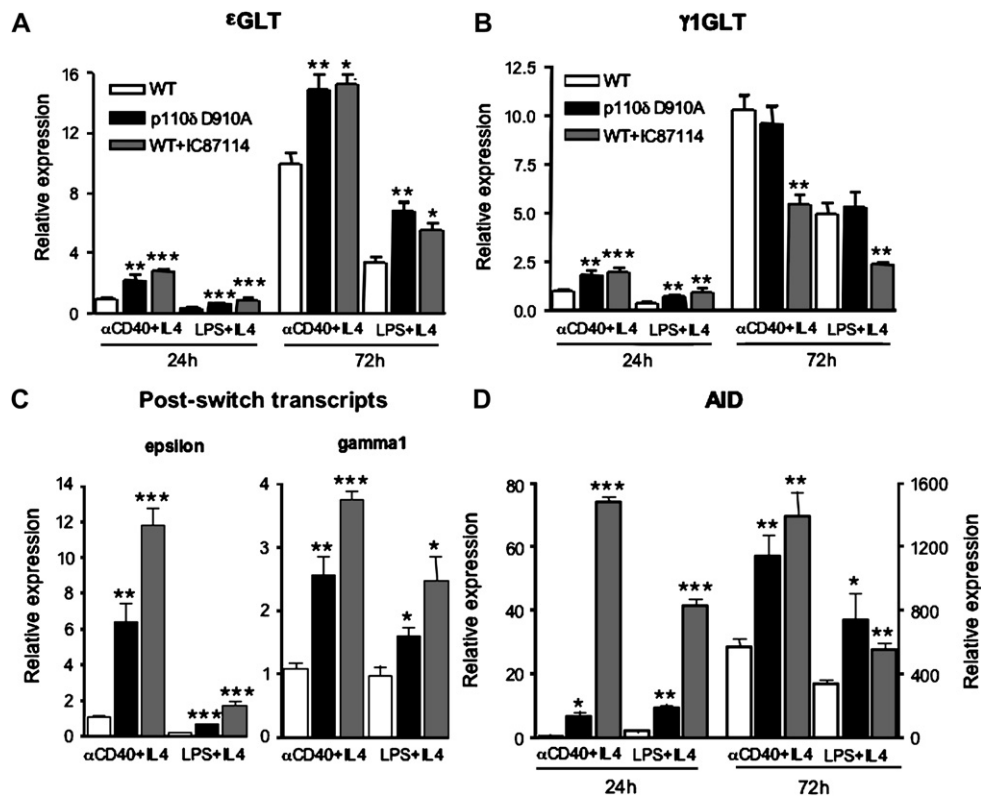 A
εGLT
Relative expression
16
12
8
4
0
WT
p110δ D910A
WT+IC87114
** *
** ***
*** ***
** *
αCD40+IL4 LPS+IL4 αCD40+IL4 LPS+IL4
24h 72h
B
γ1GLT
Relative expression
12.5
10.0
7.5
5.0
2.5
0.0
WT
p110δ D910A
WT+IC87114
** ***
** **
**
**
αCD40+IL4 LPS+IL4 αCD40+IL4 LPS+IL4
24h 72h
C
Post-switch transcripts
epsilon
Relative expression
14
12
10
8
6
4
2
0
**
***
***
***
αCD40+IL4 LPS+IL4
gamma1
4
3
2
1
0
**
***
*
*
αCD40+IL4 LPS+IL4
D
AID
Relative expression
80
60
40
20
0
*
***
**
***
**
**
*
**
1600
1200
800
400
0
Relative expression
αCD40+IL4 LPS+IL4 αCD40+IL4 LPS+IL4
24h 72h